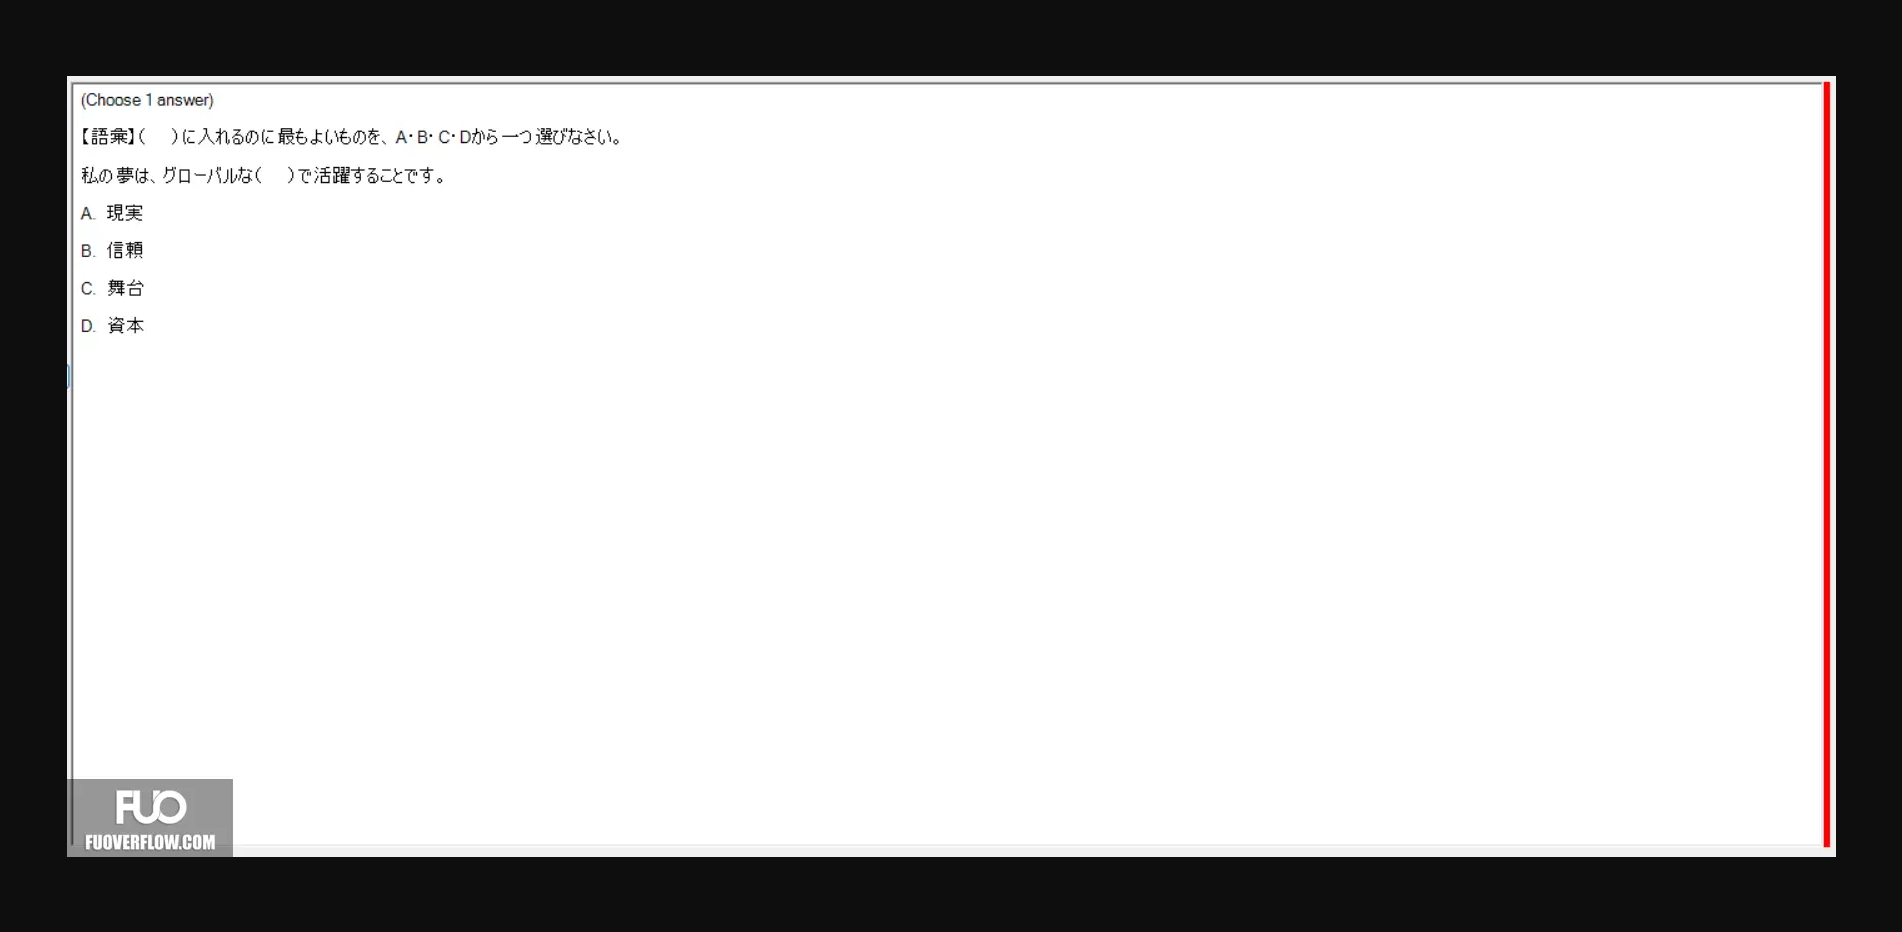 (Choose 1 answer)
【語彙】(　)に入れるのに最もよいものを、A・B・C・Dから一つ選びなさい。
私の夢は、グローバルな(　)で活躍することです。
A. 現実
B. 信頼
C. 舞台
D. 資本
FUO
FUOVERFLOW.COM